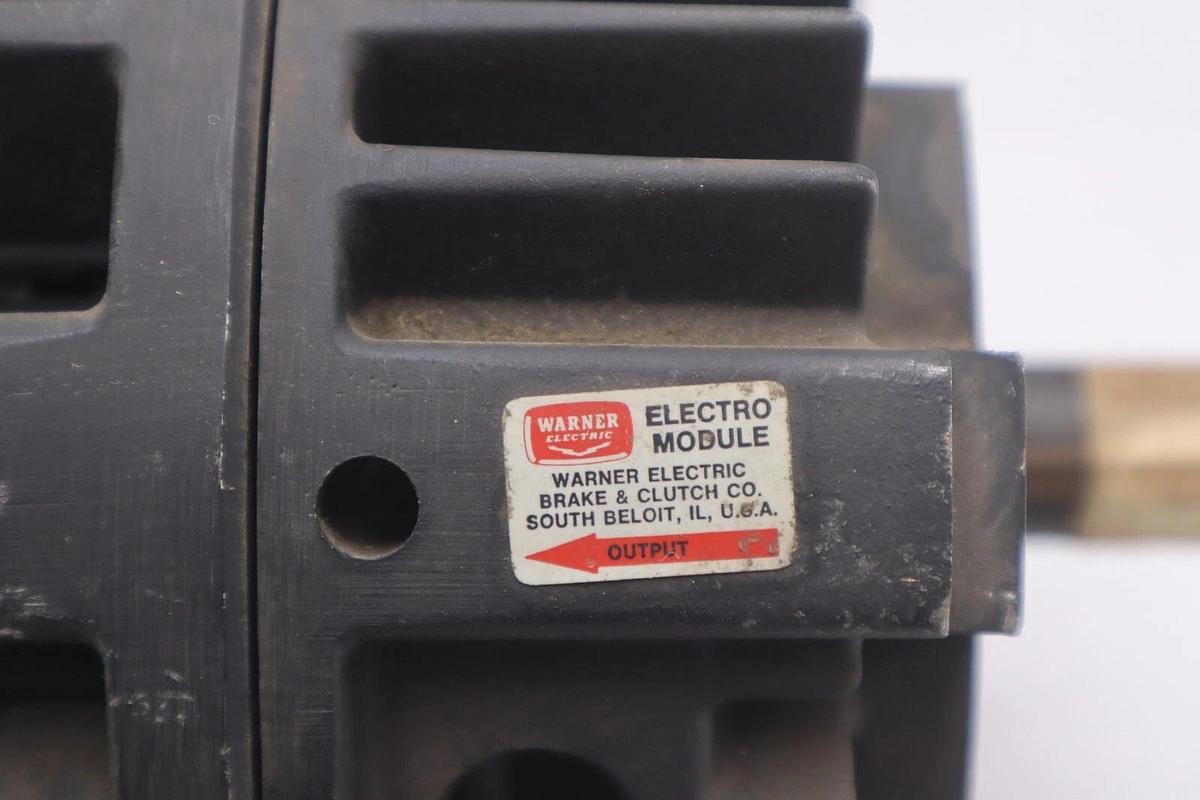 WARNER
ELECTRIC
ELECTRO
MODULE
WARNER ELECTRIC
BRAKE & CLUTCH CO.
SOUTH BELOIT, IL, U.S.A.
OUTPUT